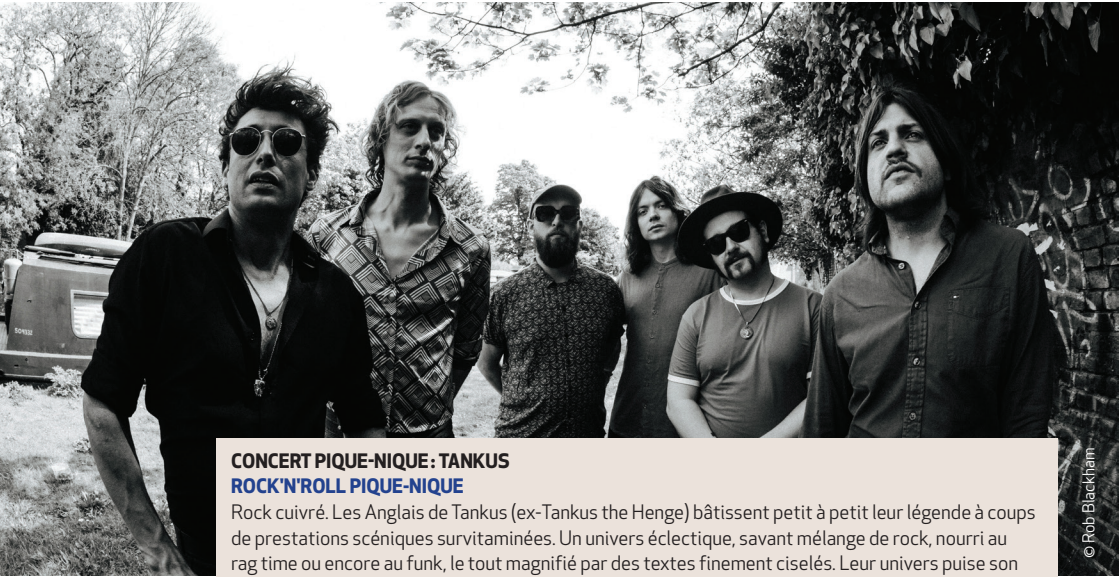 CONCERT PIQUE-NIQUE : TANKUS
ROCK'N'ROLL PIQUE-NIQUE
Rock cuivré. Les Anglais de Tankus (ex-Tankus the Henge) bâtissent petit à petit leur légende à coups
de prestations scéniques survitaminées. Un univers éclectique, savant mélange de rock, nourri au
rag time ou encore au funk, le tout magnifié par des textes finement ciselés. Leur univers puise son
© Rob Blackham